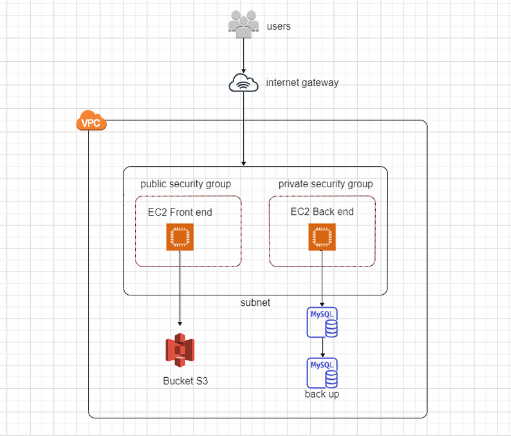 users
internet gateway
VPC
public security group
private security group
EC2 Front end
EC2 Back end
subnet
MySQL
MySQL
Bucket S3
back up